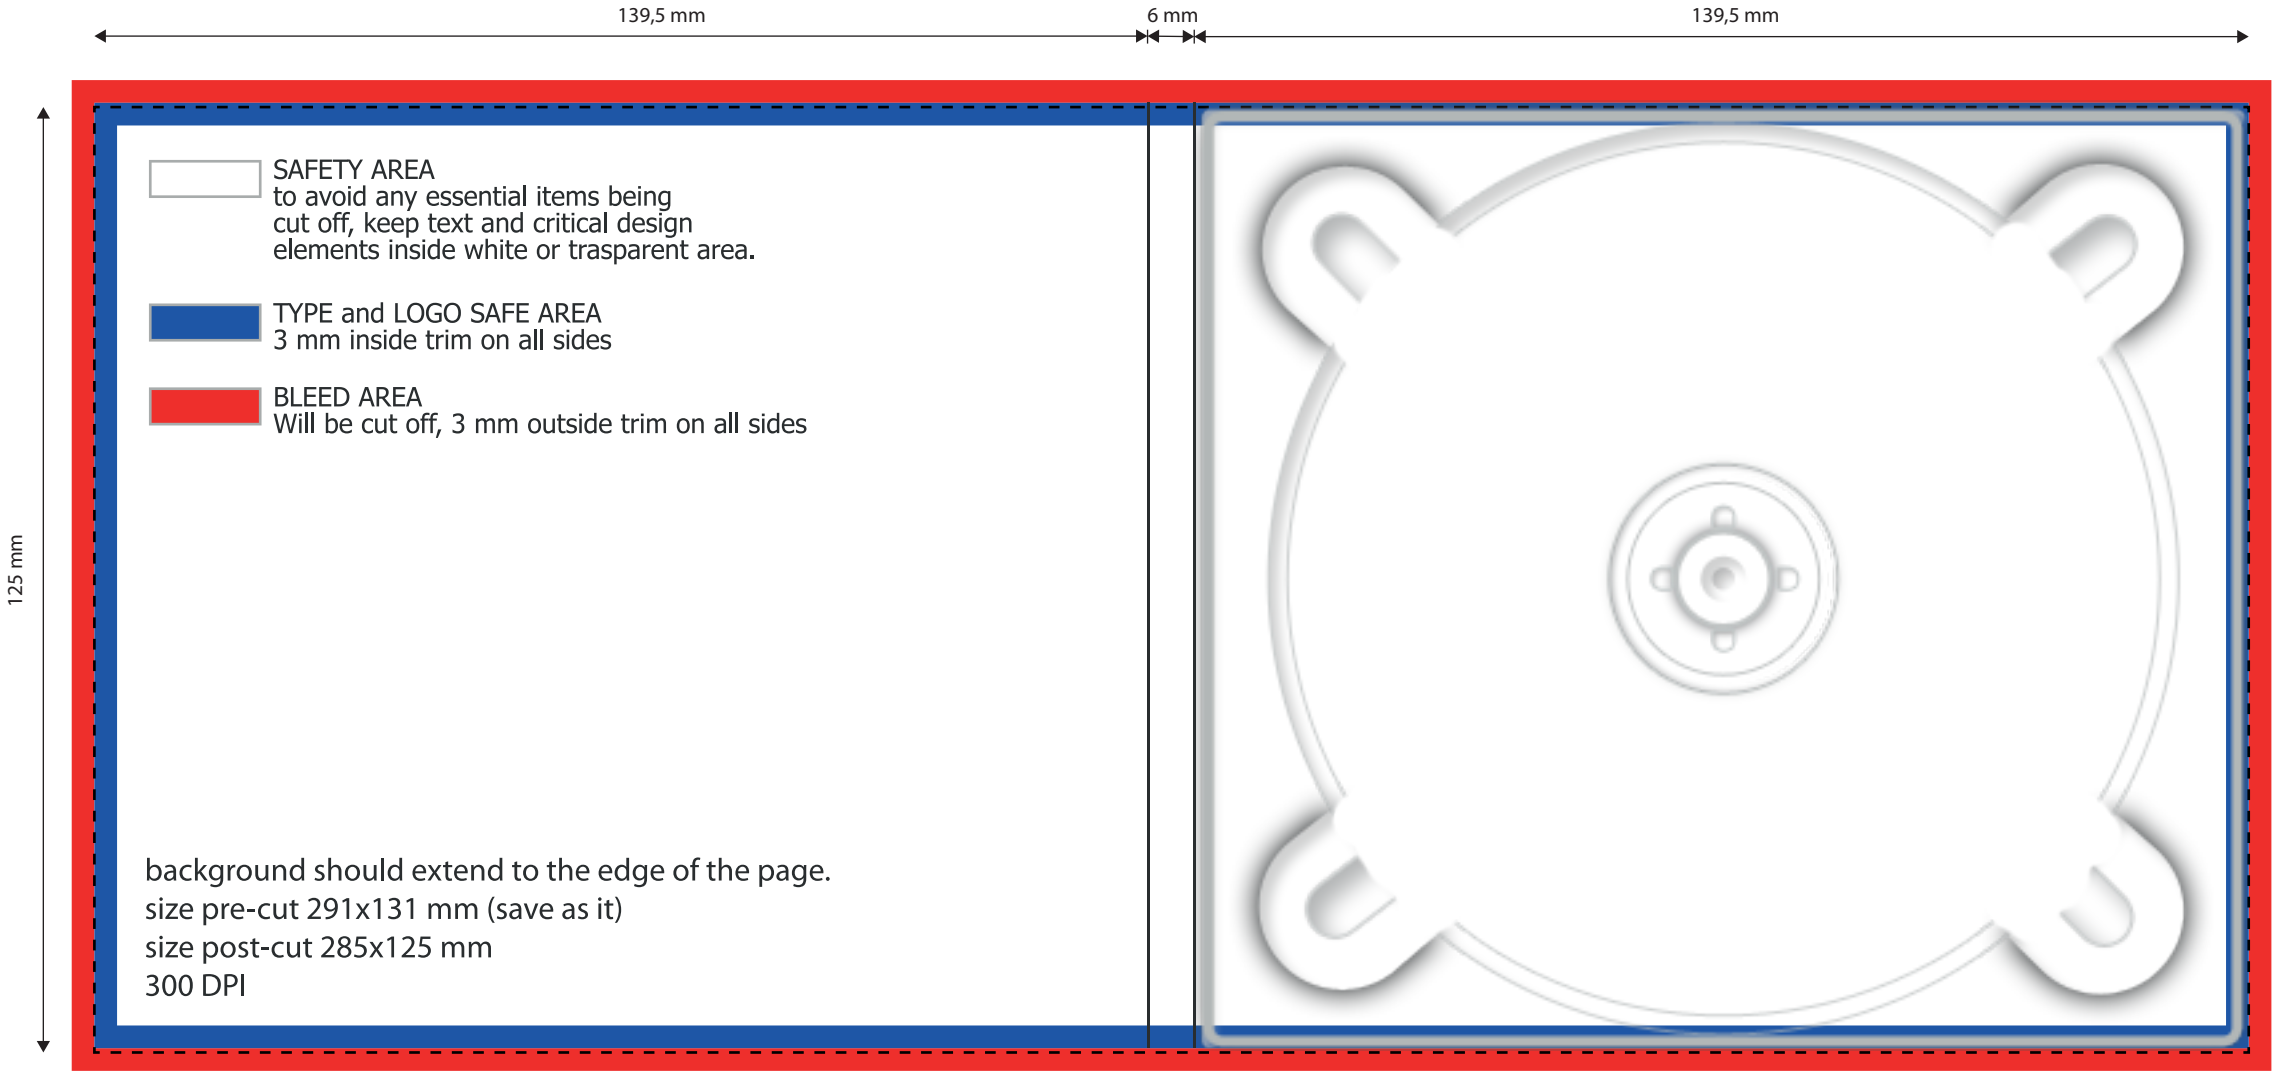 139,5 mm
6 mm
139,5 mm
125 mm
SAFETY AREA
to avoid any essential items being
cut off, keep text and critical design
elements inside white or trasparent area.
TYPE and LOGO SAFE AREA
3 mm inside trim on all sides
BLEED AREA
Will be cut off, 3 mm outside trim on all sides
background should extend to the edge of the page.
size pre-cut 291x131 mm (save as it)
size post-cut 285x125 mm
300 DPI